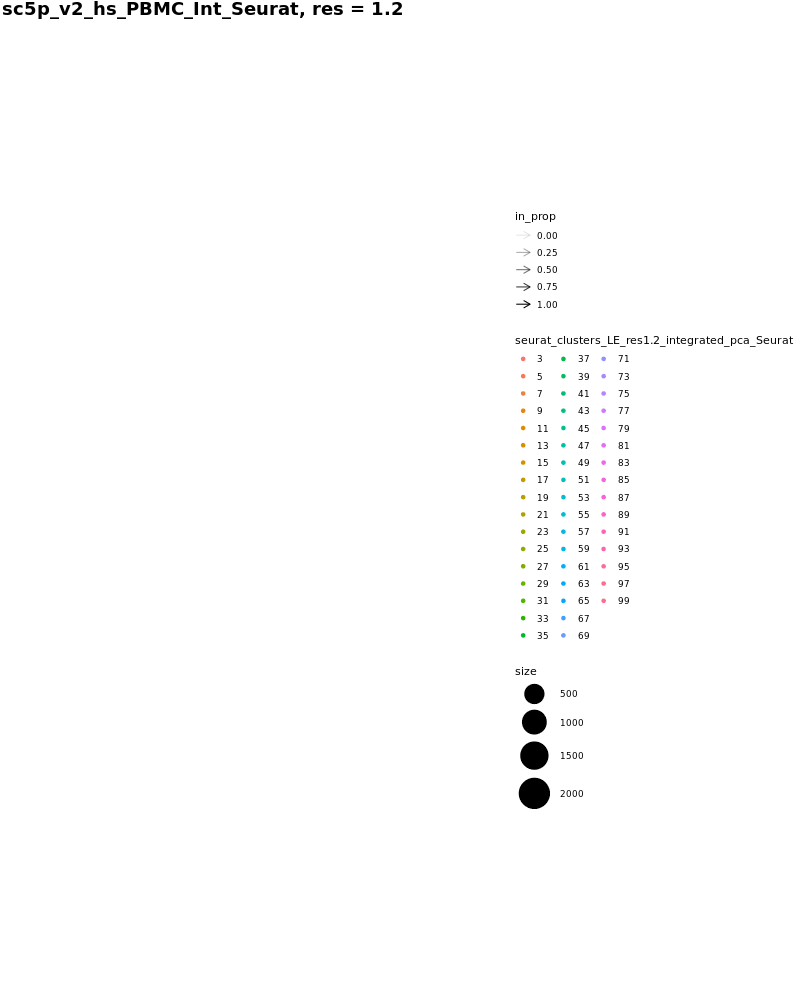 sc5p_v2_hs_PBMC_Int_Seurat, res = 1.2
in_prop
0.00
0.25
0.50
0.75
1.00
seurat_clusters_LE_res1.2_integrated_pca_Seurat
3 37 71
5 39 73
7 41 75
9 43 77
11 45 79
13 47 81
15 49 83
17 51 85
19 53 87
21 55 89
23 57 91
25 59 93
27 61 95
29 63 97
31 65 99
33 67
35 69
size
500
1000
1500
2000